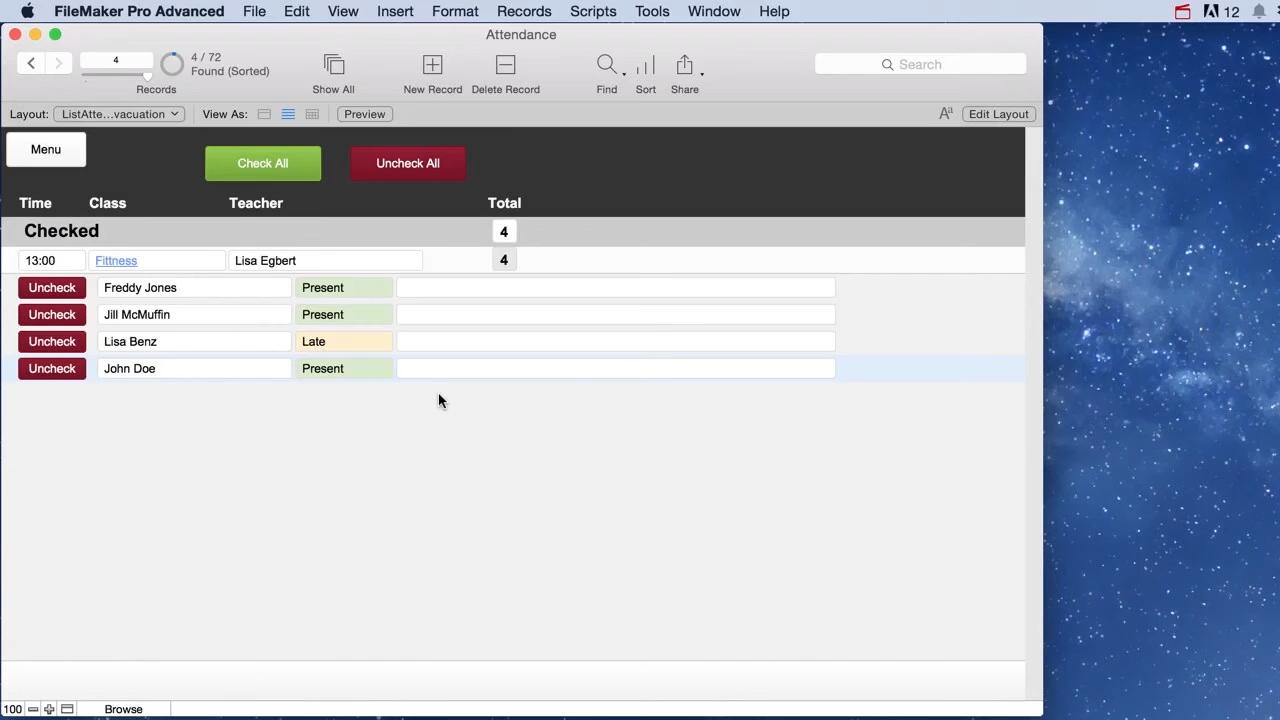 FileMaker Pro Advanced File Edit View Insert Format Records Scripts Tools Window Help 12
Attendance
4
4 / 72
Found (Sorted)
Records Show All New Record Delete Record Find Sort Share
Search
Layout: ListAtte...vacuation View As: Preview Aa Edit Layout
Menu Check All Uncheck All
Time Class Teacher Total
Checked 4
13:00 Fittness Lisa Egbert 4
Uncheck Freddy Jones Present
Uncheck Jill McMuffin Present
Uncheck Lisa Benz Late
Uncheck John Doe Present
100 Browse